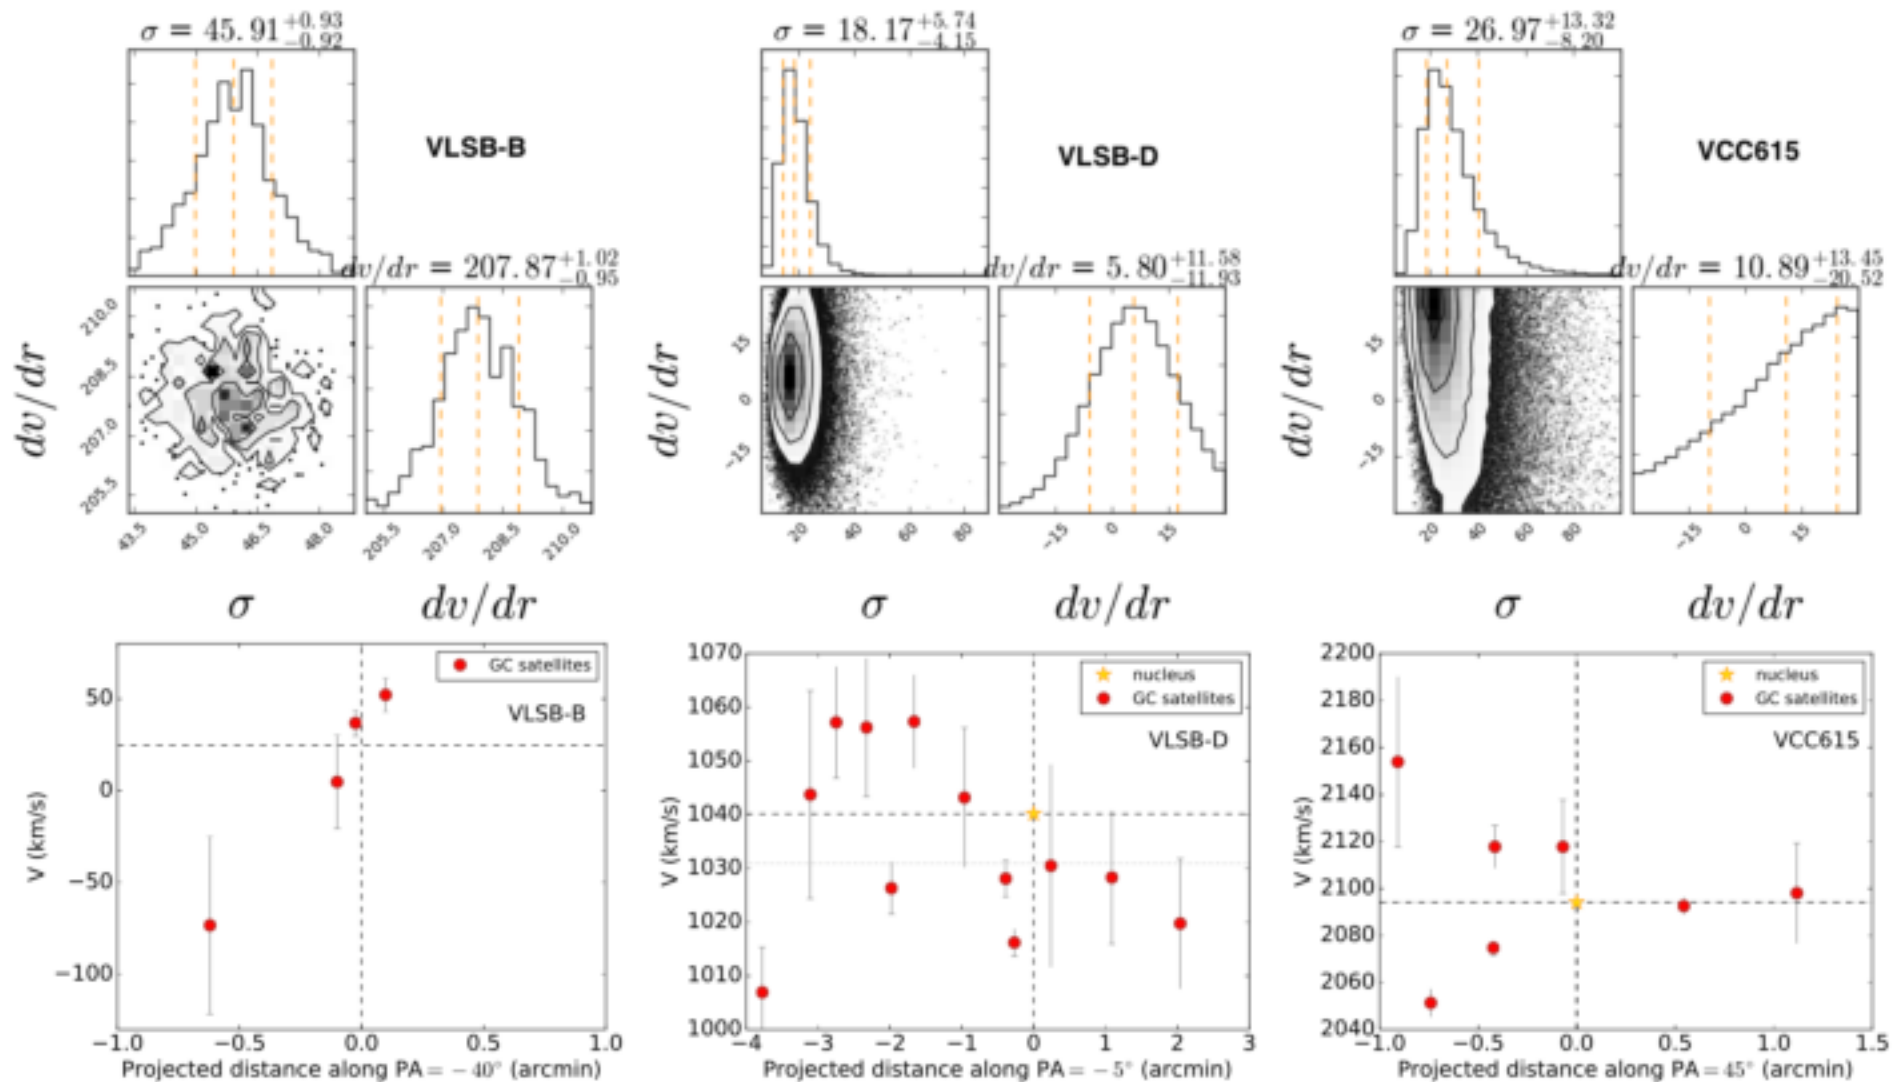 σ = 45.91 +0.93 −0.92
σ = 18.17 +5.74 −4.15
σ = 26.97 +13.32 −8.20
VLSB-B
VLSB-D
VCC615
dv/dr = 207.87 +1.02 −0.95
dv/dr = 5.80 +11.58 −11.93
dv/dr = 10.89 +13.45 −20.52
dv/dr
210.0
208.5
207.0
205.5
43.5 45.0 46.5 48.0
205.5 207.0 208.5 210.0
σ
dv/dr
dv/dr
15
0
−15
20 40 60 80
−15 0 15
σ
dv/dr
dv/dr
15
0
−15
20 40 60 80
−15 0 15
σ
dv/dr
GC satellites
VLSB-B
V (km/s)
50
0
−50
−100
−1.0 −0.5 0.0 0.5 1.0
Projected distance along PA = −40° (arcmin)
nucleus
GC satellites
VLSB-D
V (km/s)
1070
1060
1050
1040
1030
1020
1010
1000
−4 −3 −2 −1 0 1 2 3
Projected distance along PA = −5° (arcmin)
nucleus
GC satellites
VCC615
V (km/s)
2200
2180
2160
2140
2120
2100
2080
2060
2040
−1.0 −0.5 0.0 0.5 1.0 1.5
Projected distance along PA = 45° (arcmin)